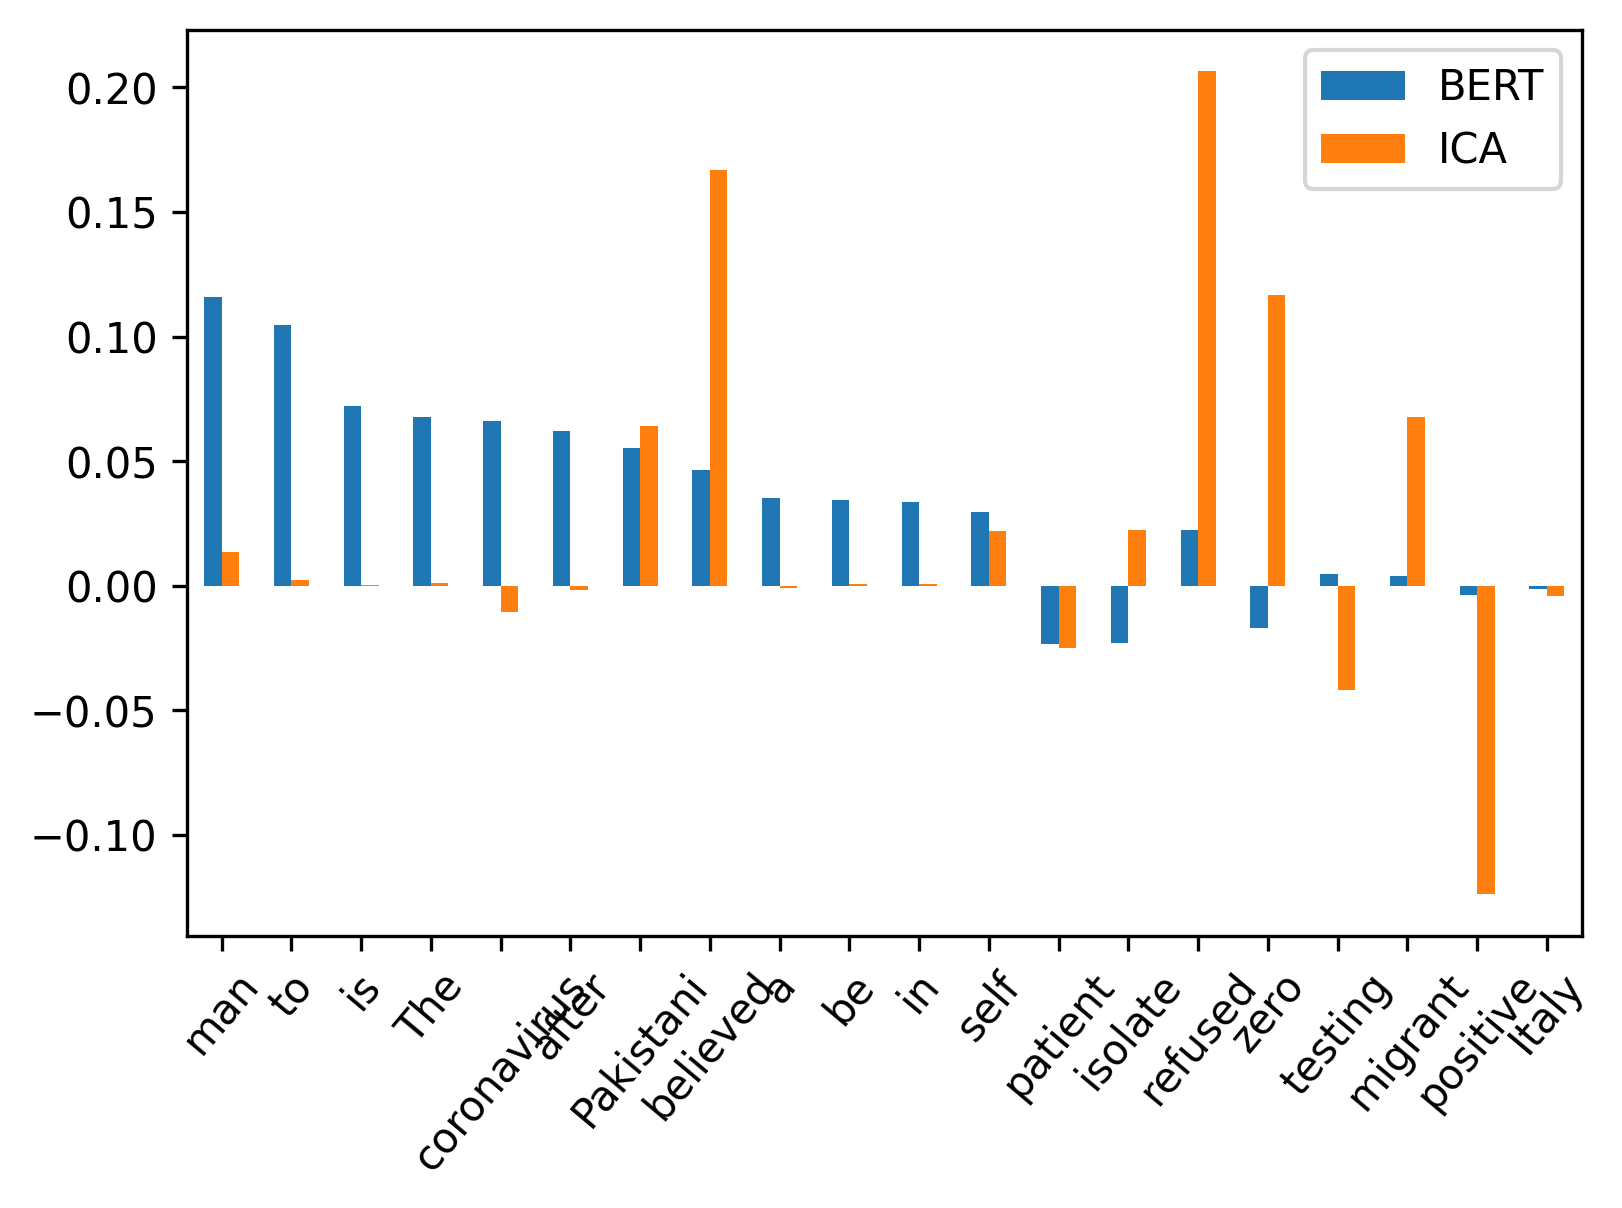 BERT
ICA
0.20
0.15
0.10
0.05
0.00
−0.05
−0.10
man
to
is
The
coronavirus
after
Pakistani
believed
a
be
in
self
patient
isolate
refused
zero
testing
migrant
positive
Italy